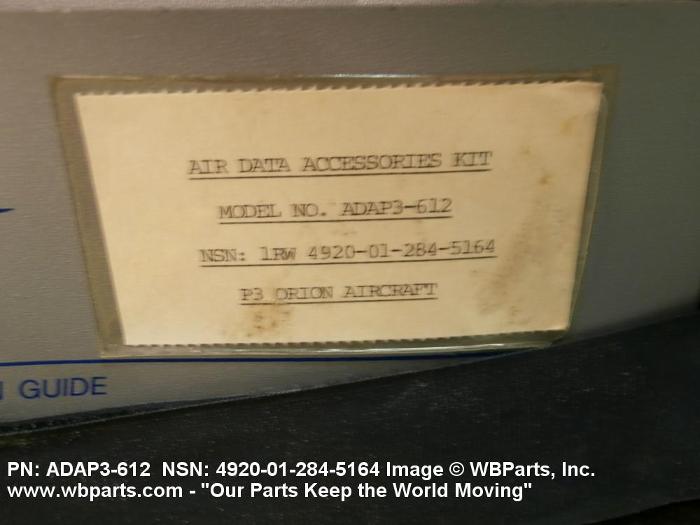 AIR DATA ACCESSORIES KIT
MODEL NO. ADAP3-612
NSN: 1RW 4920-01-284-5164
P3 ORION AIRCRAFT
GUIDE
PN: ADAP3-612 NSN: 4920-01-284-5164 Image © WBParts, Inc.
www.wbparts.com - "Our Parts Keep the World Moving"